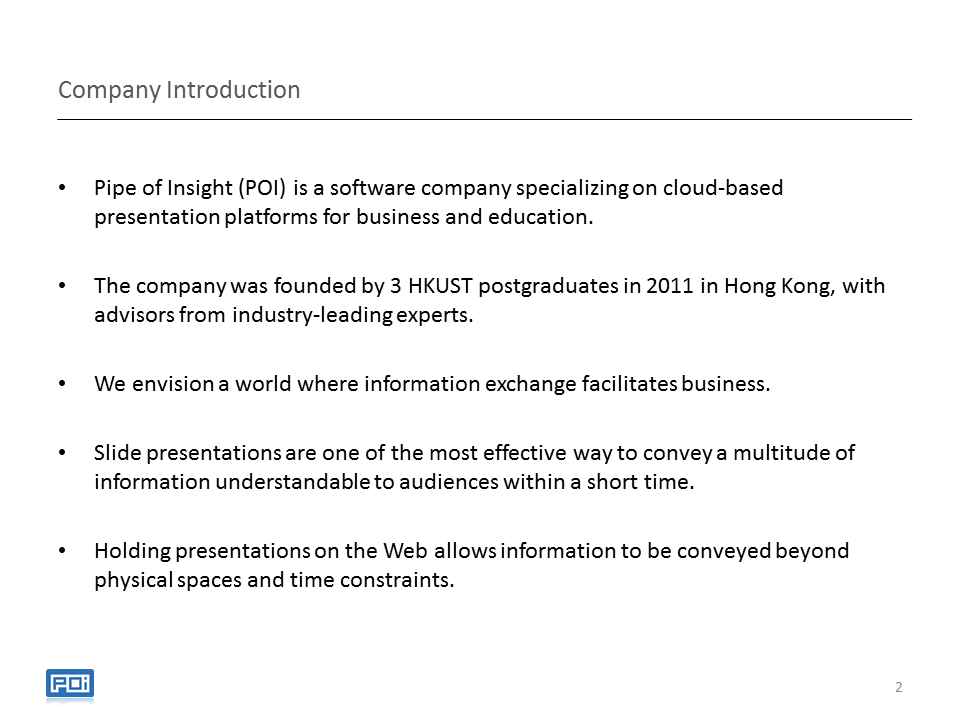 Company Introduction
• Pipe of Insight (POI) is a software company specializing on cloud-based
presentation platforms for business and education.
• The company was founded by 3 HKUST postgraduates in 2011 in Hong Kong, with
advisors from industry-leading experts.
• We envision a world where information exchange facilitates business.
• Slide presentations are one of the most effective way to convey a multitude of
information understandable to audiences within a short time.
• Holding presentations on the Web allows information to be conveyed beyond
physical spaces and time constraints.
POi
2